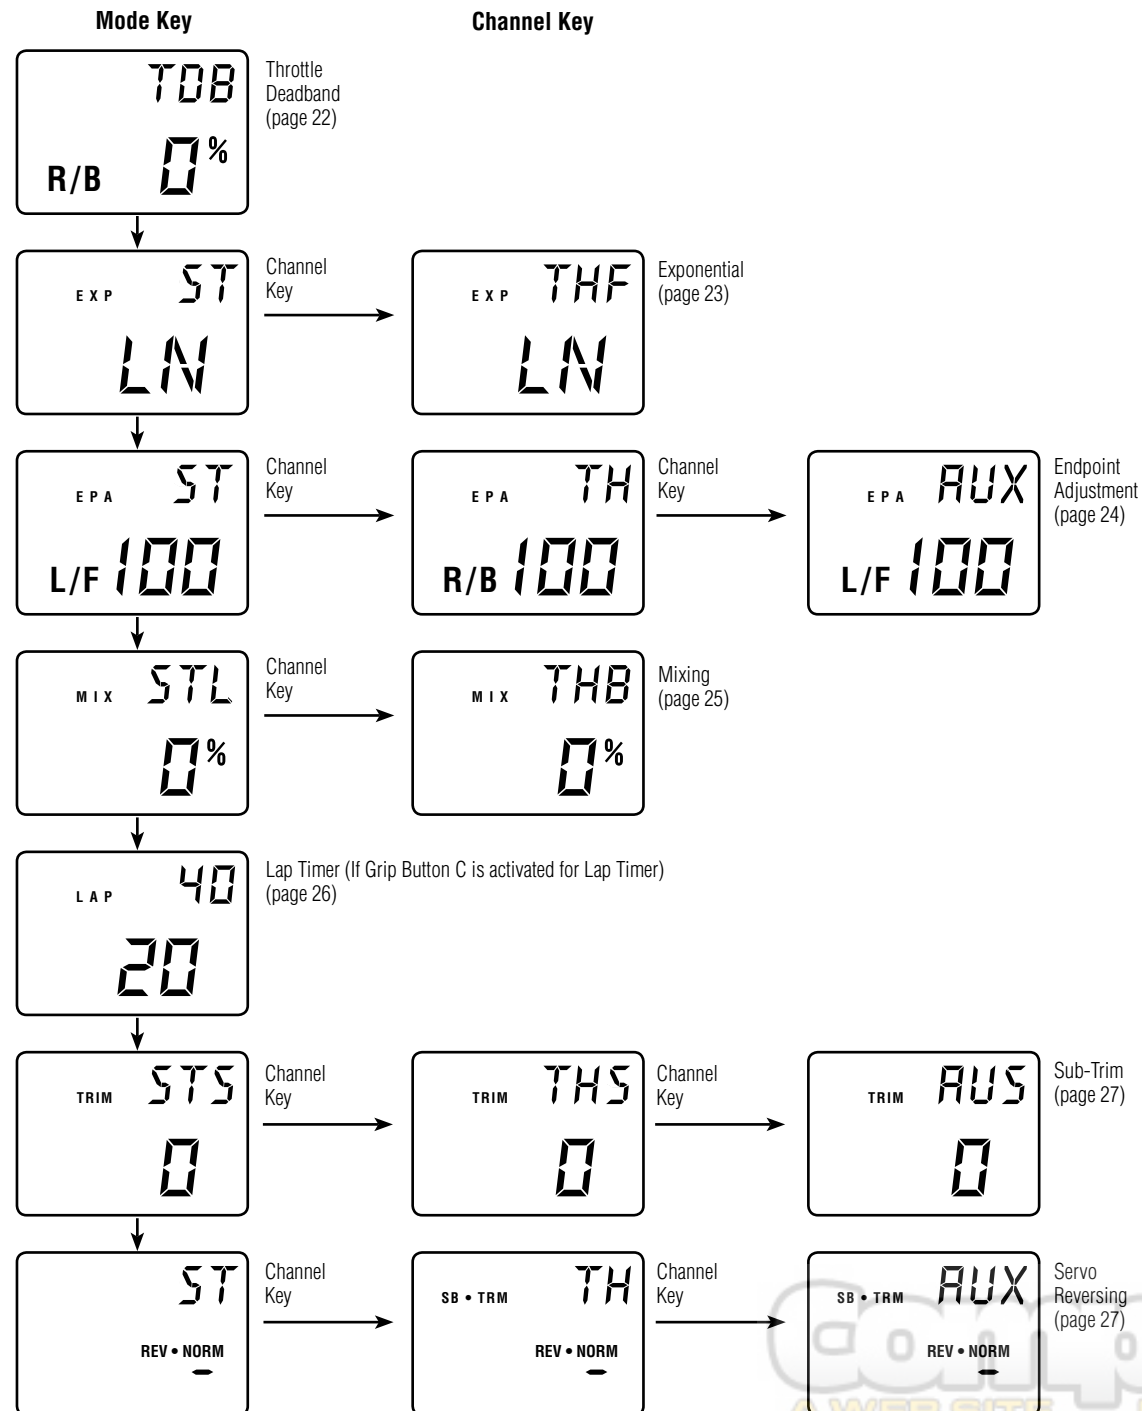 Mode Key
Channel Key
TDB
Throttle
Deadband
(page 22)
R/B 0%
EXP ST
LN
Channel
Key
EXP THF
LN
Exponential
(page 23)
EPA ST
L/F 100
Channel
Key
EPA TH
R/B 100
Channel
Key
EPA AUX
L/F 100
Endpoint
Adjustment
(page 24)
MIX STL
0%
Channel
Key
MIX THB
0%
Mixing
(page 25)
LAP 40
20
Lap Timer (If Grip Button C is activated for Lap Timer)
(page 26)
TRIM STS
0
Channel
Key
TRIM THS
0
Channel
Key
TRIM AUS
0
Sub-Trim
(page 27)
ST
REV • NORM
Channel
Key
SB • TRM TH
REV • NORM
Channel
Key
SB • TRM AUX
REV • NORM
Servo
Reversing
(page 27)
A WEB SITE